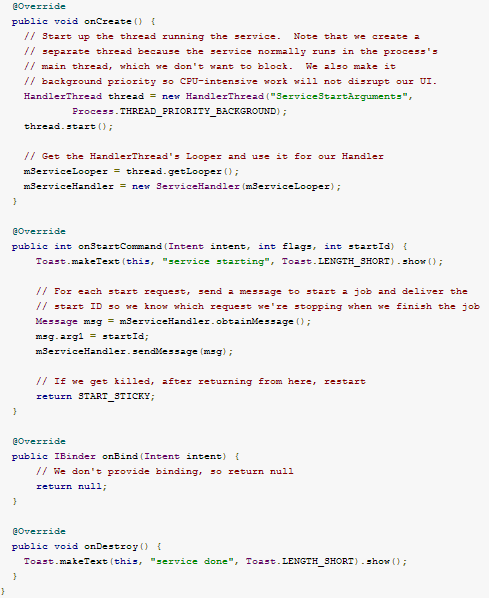 @Override
public void onCreate() {
// Start up the thread running the service.  Note that we create a
// separate thread because the service normally runs in the process's
// main thread, which we don't want to block.  We also make it
// background priority so CPU-intensive work will not disrupt our UI.
HandlerThread thread = new HandlerThread("ServiceStartArguments",
Process.THREAD_PRIORITY_BACKGROUND);
thread.start();
// Get the HandlerThread's Looper and use it for our Handler
mServiceLooper = thread.getLooper();
mServiceHandler = new ServiceHandler(mServiceLooper);
}
@Override
public int onStartCommand(Intent intent, int flags, int startId) {
Toast.makeText(this, "service starting", Toast.LENGTH_SHORT).show();
// For each start request, send a message to start a job and deliver the
// start ID so we know which request we're stopping when we finish the job
Message msg = mServiceHandler.obtainMessage();
msg.arg1 = startId;
mServiceHandler.sendMessage(msg);
// If we get killed, after returning from here, restart
return START_STICKY;
}
@Override
public IBinder onBind(Intent intent) {
// We don't provide binding, so return null
return null;
}
@Override
public void onDestroy() {
Toast.makeText(this, "service done", Toast.LENGTH_SHORT).show();
}
}